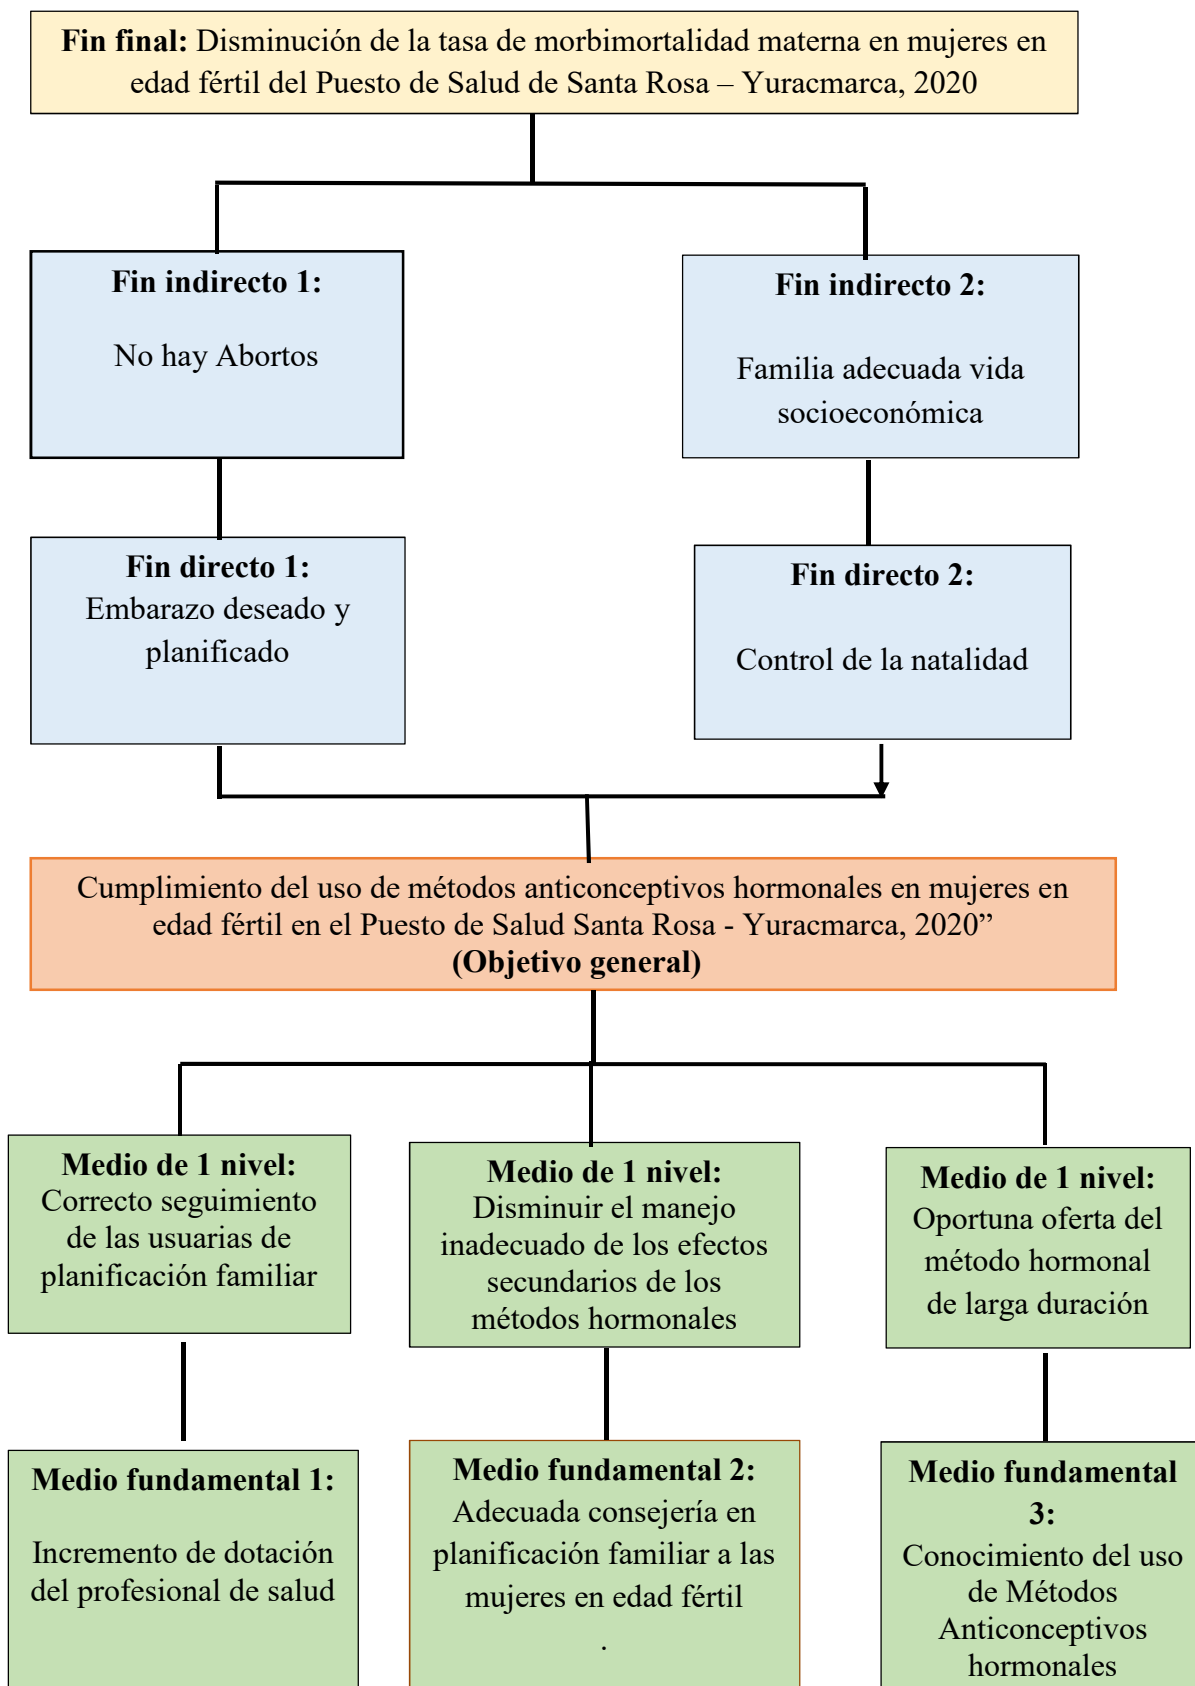 Fin final: Disminución de la tasa de morbimortalidad materna en mujeres en
edad fértil del Puesto de Salud de Santa Rosa – Yuracmarca, 2020
Fin indirecto 1:
No hay Abortos
Fin indirecto 2:
Familia adecuada vida
socioeconómica
Fin directo 1:
Embarazo deseado y
planificado
Fin directo 2:
Control de la natalidad
Cumplimiento del uso de métodos anticonceptivos hormonales en mujeres en
edad fértil en el Puesto de Salud Santa Rosa - Yuracmarca, 2020”
(Objetivo general)
Medio de 1 nivel:
Correcto seguimiento
de las usuarias de
planificación familiar
Medio de 1 nivel:
Disminuir el manejo
inadecuado de los efectos
secundarios de los
métodos hormonales
Medio de 1 nivel:
Oportuna oferta del
método hormonal
de larga duración
Medio fundamental 1:
Incremento de dotación
del profesional de salud
Medio fundamental 2:
Adecuada consejería en
planificación familiar a las
mujeres en edad fértil
.
Medio fundamental
3:
Conocimiento del uso
de Métodos
Anticonceptivos
hormonales